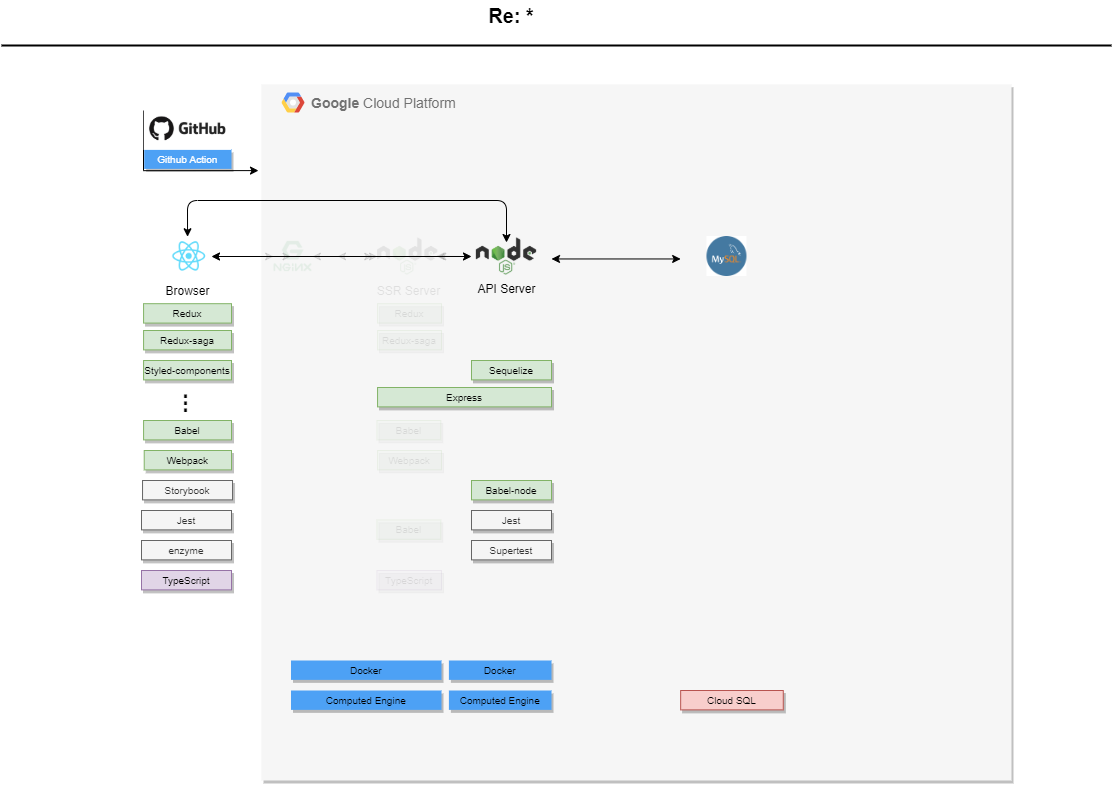 Re: *
Google Cloud Platform
GitHub
Github Action
NGINX
node
JS
node
JS
MySQL
Browser
SSR Server
API Server
Redux
Redux
Redux-saga
Redux-saga
Styled-components
Sequelize
Express
Babel
Babel
Webpack
Webpack
Storybook
Babel-node
Jest
Jest
Babel
enzyme
Supertest
TypeScript
TypeScript
Docker
Docker
Computed Engine
Computed Engine
Cloud SQL